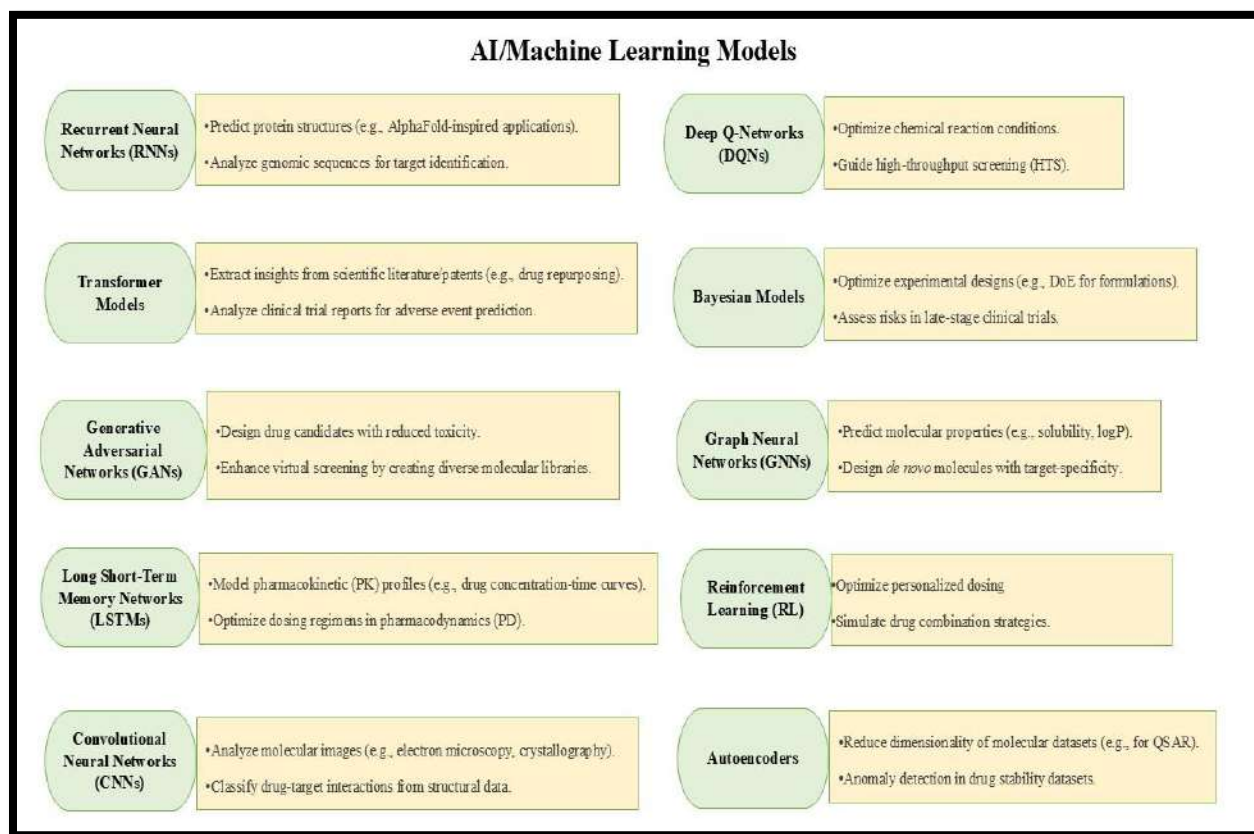 AI/Machine Learning Models
Recurrent Neural
Networks (RNNs)
•Predict protein structures (e.g., AlphaFold-inspired applications).
•Analyze genomic sequences for target identification.
Deep Q-Networks
(DQNs)
•Optimize chemical reaction conditions.
•Guide high-throughput screening (HTS).
Transformer
Models
•Extract insights from scientific literature/patents (e.g., drug repurposing).
•Analyze clinical trial reports for adverse event prediction.
Bayesian Models
•Optimize experimental designs (e.g., DoE for formulations).
•Assess risks in late-stage clinical trials.
Generative
Adversarial
Networks (GANs)
•Design drug candidates with reduced toxicity.
•Enhance virtual screening by creating diverse molecular libraries.
Graph Neural
Networks (GNNs)
•Predict molecular properties (e.g., solubility, logP).
•Design de novo molecules with target-specificity.
Long Short-Term
Memory Networks
(LSTMs)
•Model pharmacokinetic (PK) profiles (e.g., drug concentration-time curves).
•Optimize dosing regimens in pharmacodynamics (PD).
Reinforcement
Learning (RL)
•Optimize personalized dosing
•Simulate drug combination strategies.
Convolutional
Neural Networks
(CNNs)
•Analyze molecular images (e.g., electron microscopy, crystallography).
•Classify drug-target interactions from structural data.
Autoencoders
•Reduce dimensionality of molecular datasets (e.g., for QSAR).
•Anomaly detection in drug stability datasets.